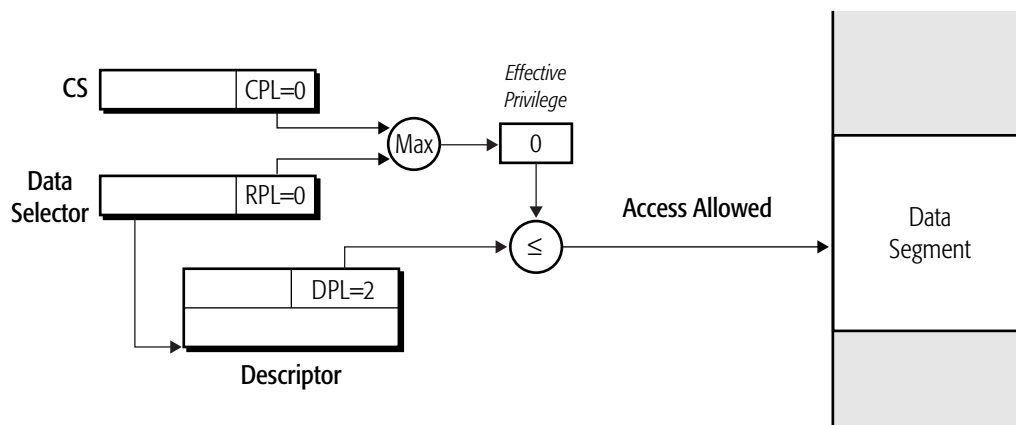 CS
CPL=0
Effective
Privilege
Max
0
Data
Selector
RPL=0
Access Allowed
Data
Segment
≤
DPL=2
Descriptor